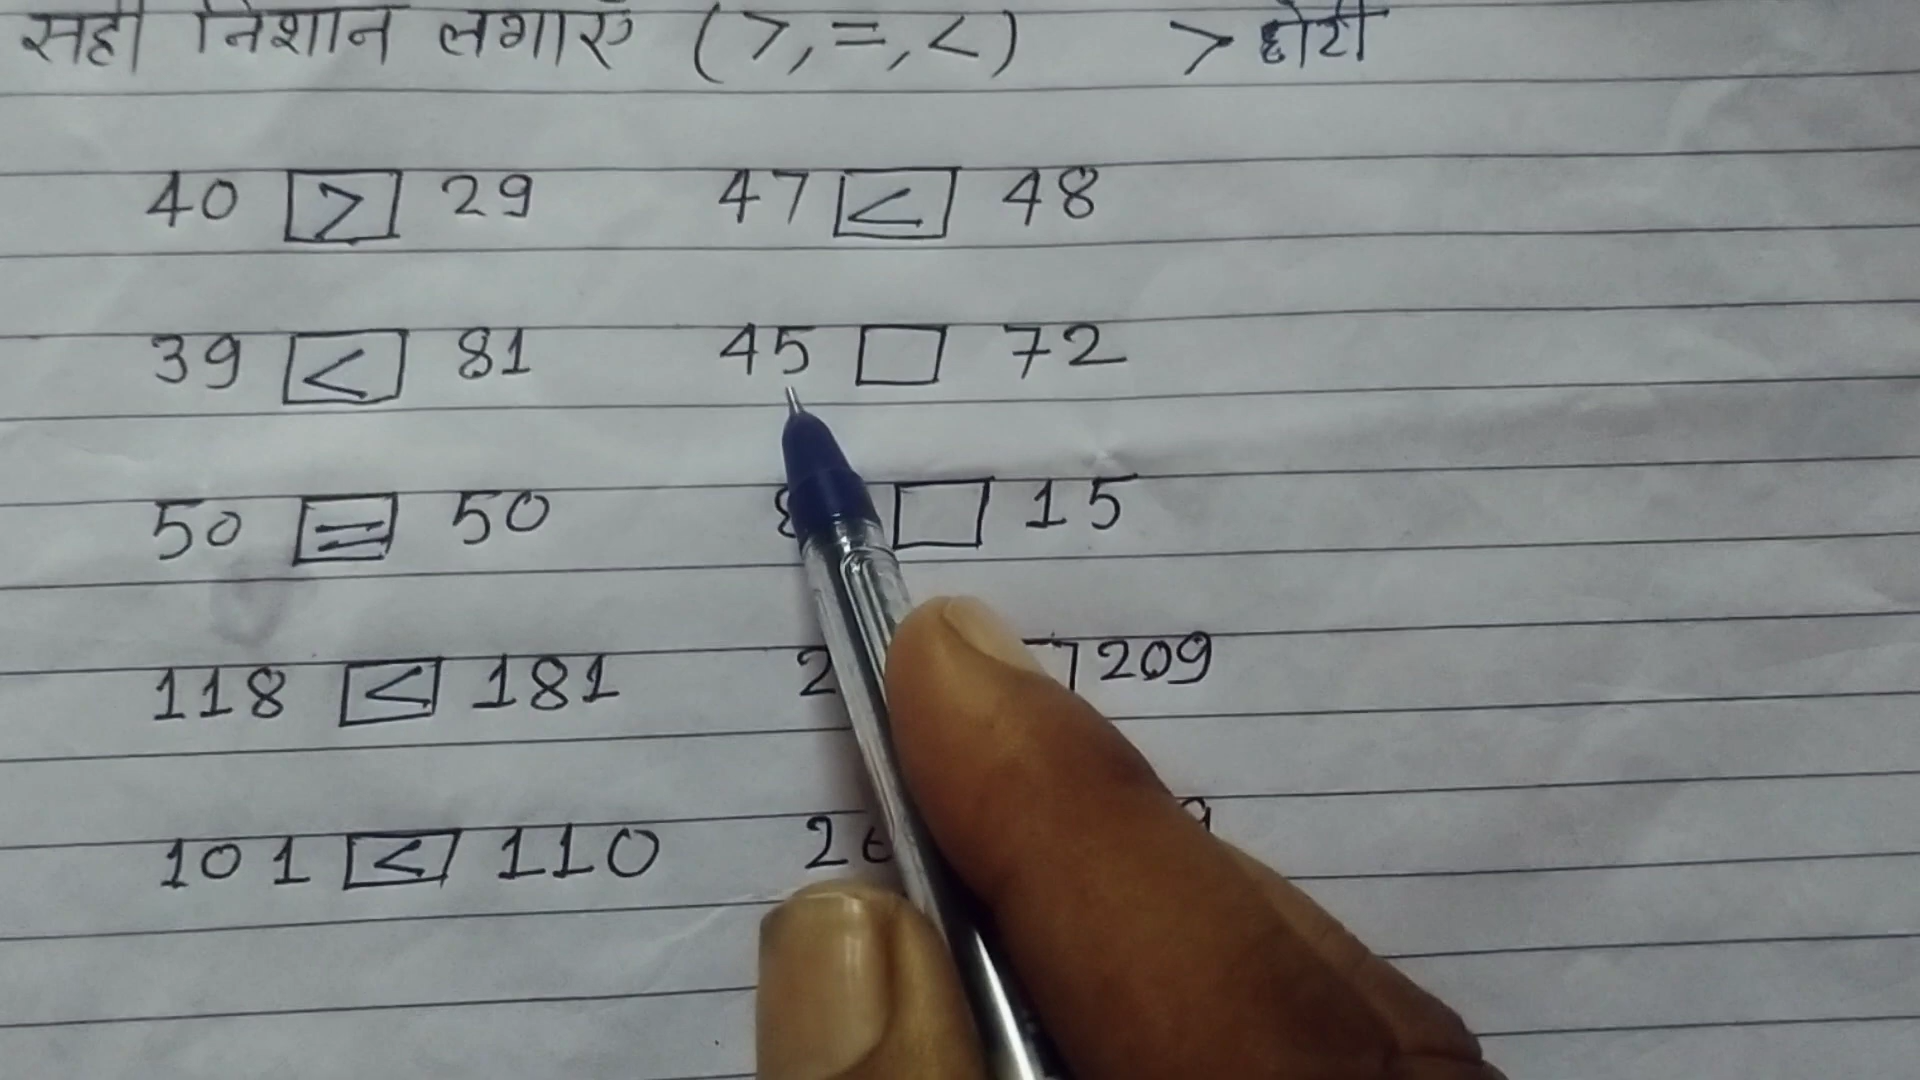 सही निशान लगाएं (>, =, <) > छोटी
40 > 29 47 < 48
39 < 81 45 □ 72
50 = 50 □ 15
118 < 181 209
101 < 110